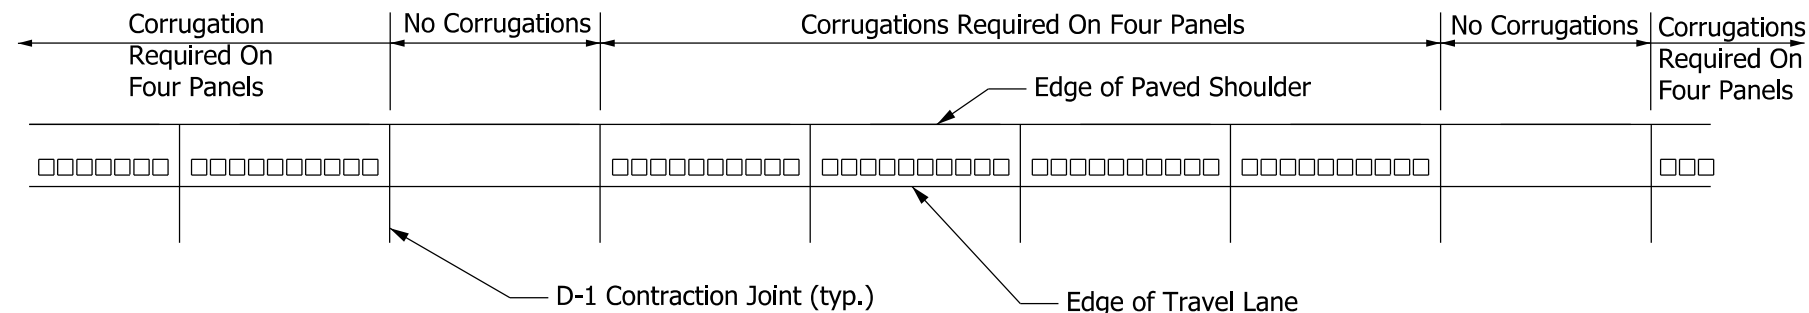 Corrugation
Required On
Four Panels
No Corrugations
Corrugations Required On Four Panels
No Corrugations
Corrugations
Required On
Four Panels
Edge of Paved Shoulder
D-1 Contraction Joint (typ.)
Edge of Travel Lane